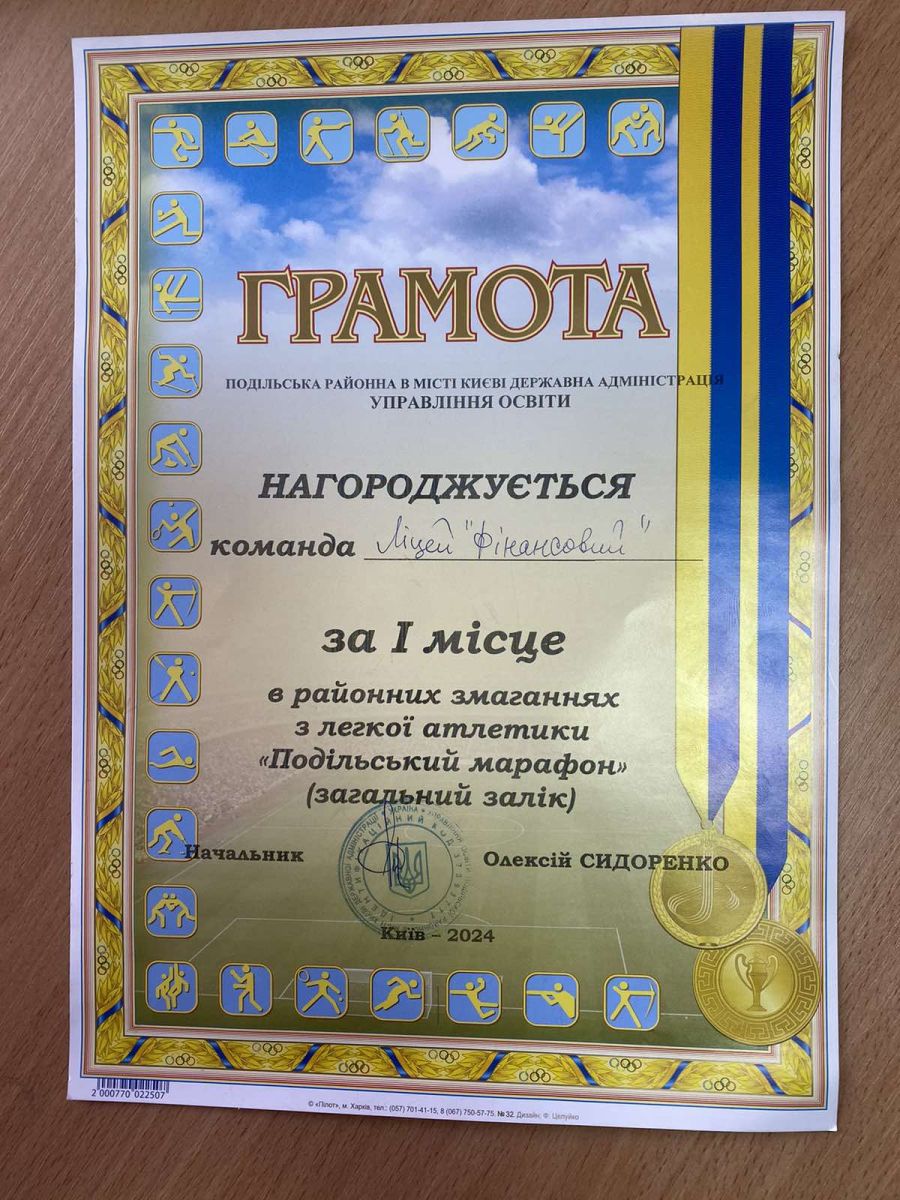 ГРАМОТА
ПОДІЛЬСЬКА РАЙОННА В МІСТІ КИЄВІ ДЕРЖАВНА АДМІНІСТРАЦІЯ
УПРАВЛІННЯ ОСВІТИ
НАГОРОДЖУЄТЬСЯ
команда Ліцей "Фінансовий"
за І місце
в районних змаганнях
з легкої атлетики
«Подільський марафон»
(загальний залік)
Начальник Олексій СИДОРЕНКО
Київ – 2024
2 000770 022507
© «Пілот», м. Харків, тел.: (057) 701-41-15, 8 (067) 750-57-75. № 32. Дизайн: Ф. Целуйко